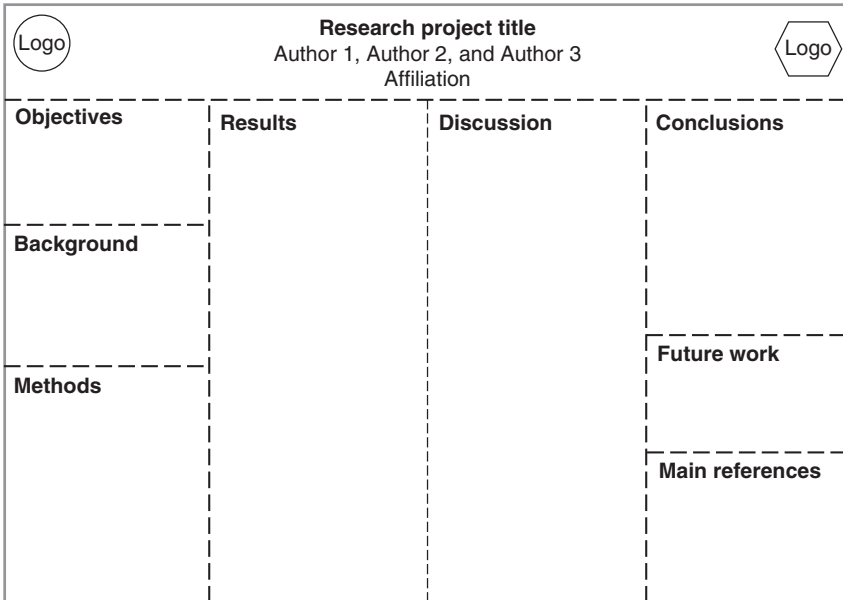 Logo
Research project title
Author 1, Author 2, and Author 3
Affiliation
Logo
Objectives
Background
Methods
Results
Discussion
Conclusions
Future work
Main references